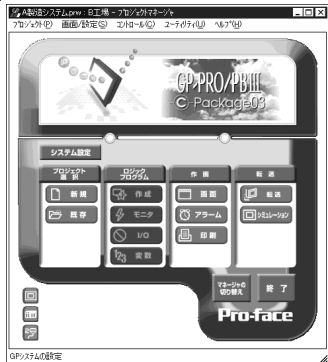 A製造システム.prw : B工場 - プロジェクトマネージャ
プロジェクト(P) 画面/設定(S) コントロール(C) ユーティリティ(U) ヘルプ(H)
GP-PRO/PBIII
C-Package03
システム設定
プロジェクト
選択
ロジック
プログラム
作画
転送
新規
作成
画面
転送
既存
モニタ
アラーム
シミュレーション
I/O
印刷
123
変数
マネージャの
切り替え
終了
Pro-face
GPシステムの設定